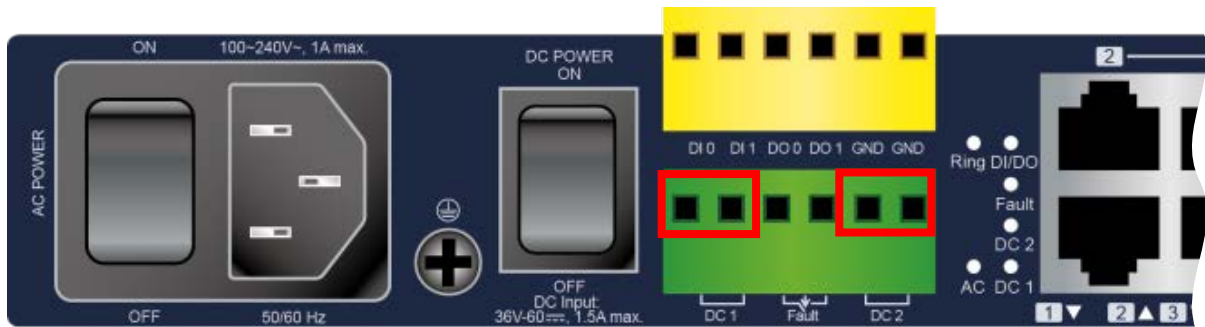 ON
100~240V~, 1A max.
AC POWER
OFF
50/60 Hz
DC POWER
ON
OFF
DC Input:
36V-60⎓, 1.5A max.
DI 0 DI 1 DO 0 DO 1 GND GND
DC 1 Fault DC 2
Ring DI/DO
Fault
DC 2
AC DC 1
2
1▼ 2▲3